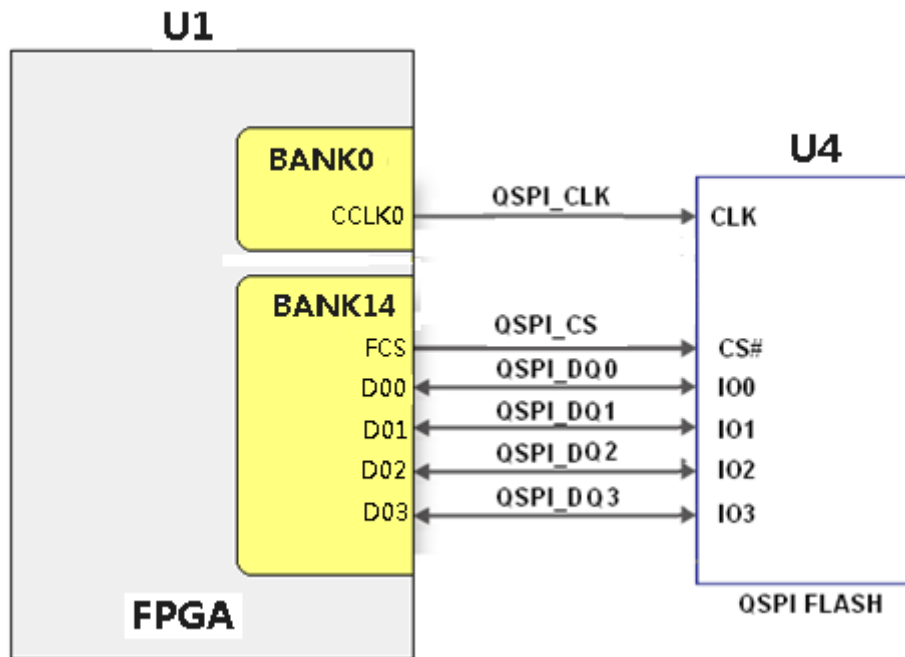 U1
U4
BANK0
CCLK0
QSPI_CLK
CLK
BANK14
FCS
QSPI_CS
CS#
D00
QSPI_DQ0
IO0
D01
QSPI_DQ1
IO1
D02
QSPI_DQ2
IO2
D03
QSPI_DQ3
IO3
FPGA
QSPI FLASH